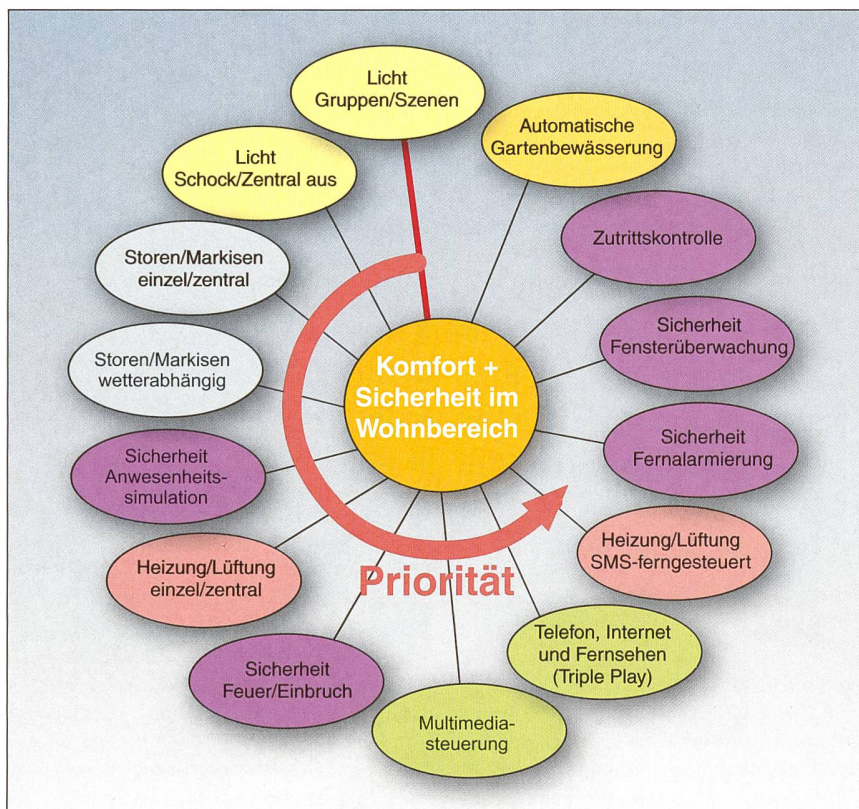 Licht
Gruppen/Szenen
Licht
Schock/Zentral aus
Storen/Markisen
einzel/zentral
Storen/Markisen
wetterabhängig
Sicherheit
Anwesenheits-
simulation
Heizung/Lüftung
einzel/zentral
Sicherheit
Feuer/Einbruch
Multimedia-
steuerung
Telefon, Internet
und Fernsehen
(Triple Play)
Heizung/Lüftung
SMS-ferngesteuert
Sicherheit
Fernalarmierung
Sicherheit
Fensterüberwachung
Zutrittskontrolle
Automatische
Gartenbewässerung
Komfort +
Sicherheit im
Wohnbereich
Priorität